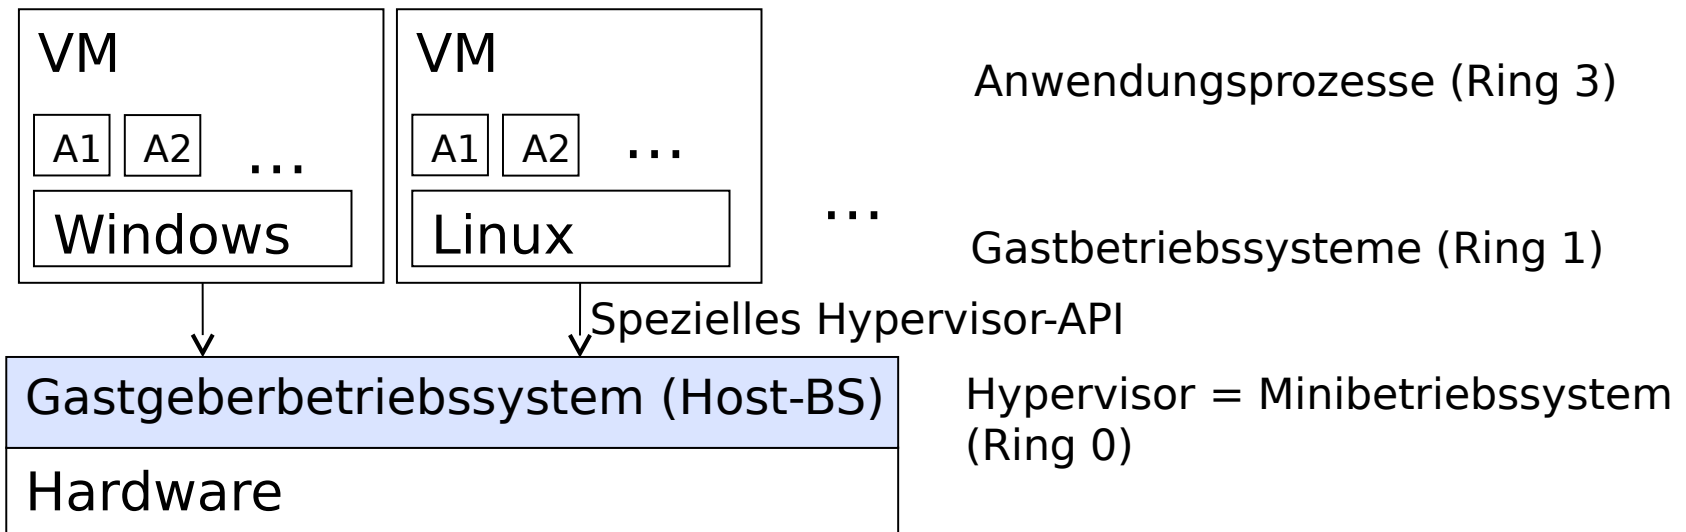 VM
A1 A2 ...
Windows
VM
A1 A2 ...
Linux
...
Anwendungsprozesse (Ring 3)
Gastbetriebssysteme (Ring 1)
Spezielles Hypervisor-API
Gastgeberbetriebssystem (Host-BS)
Hypervisor = Minibetriebssystem
(Ring 0)
Hardware